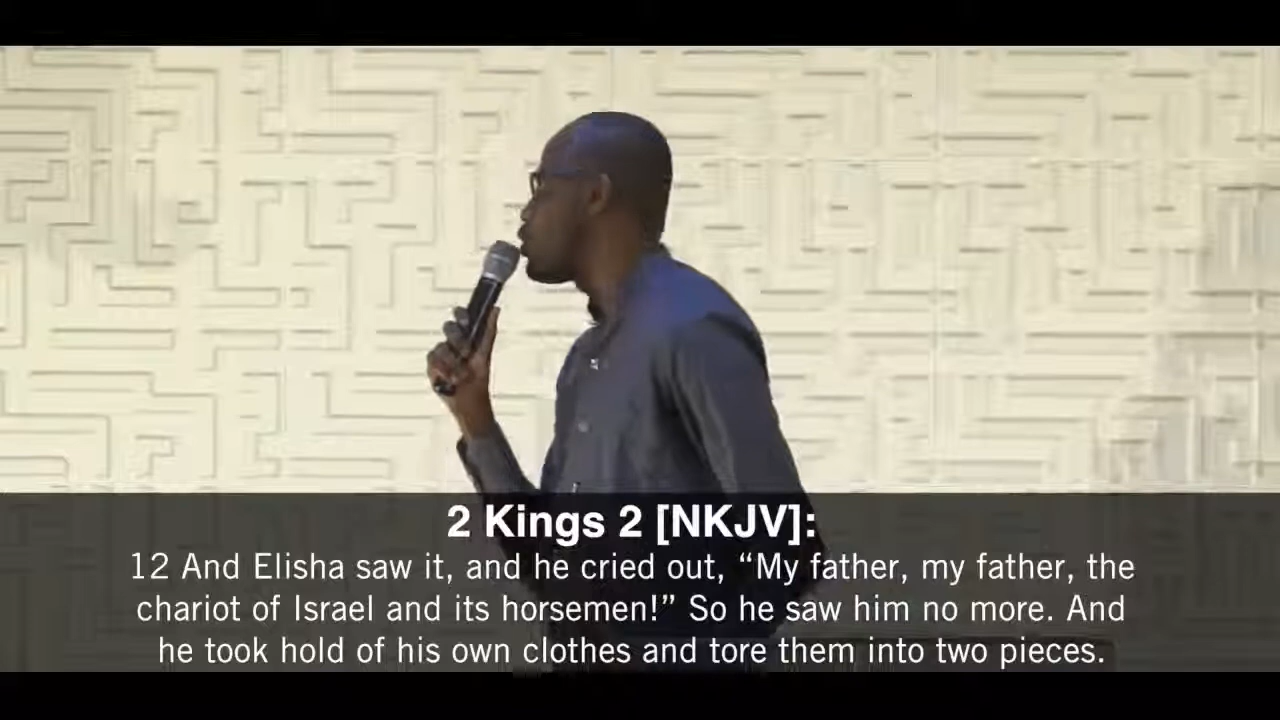 2 Kings 2 [NKJV]:
12 And Elisha saw it, and he cried out, “My father, my father, the
chariot of Israel and its horsemen!” So he saw him no more. And
he took hold of his own clothes and tore them into two pieces.